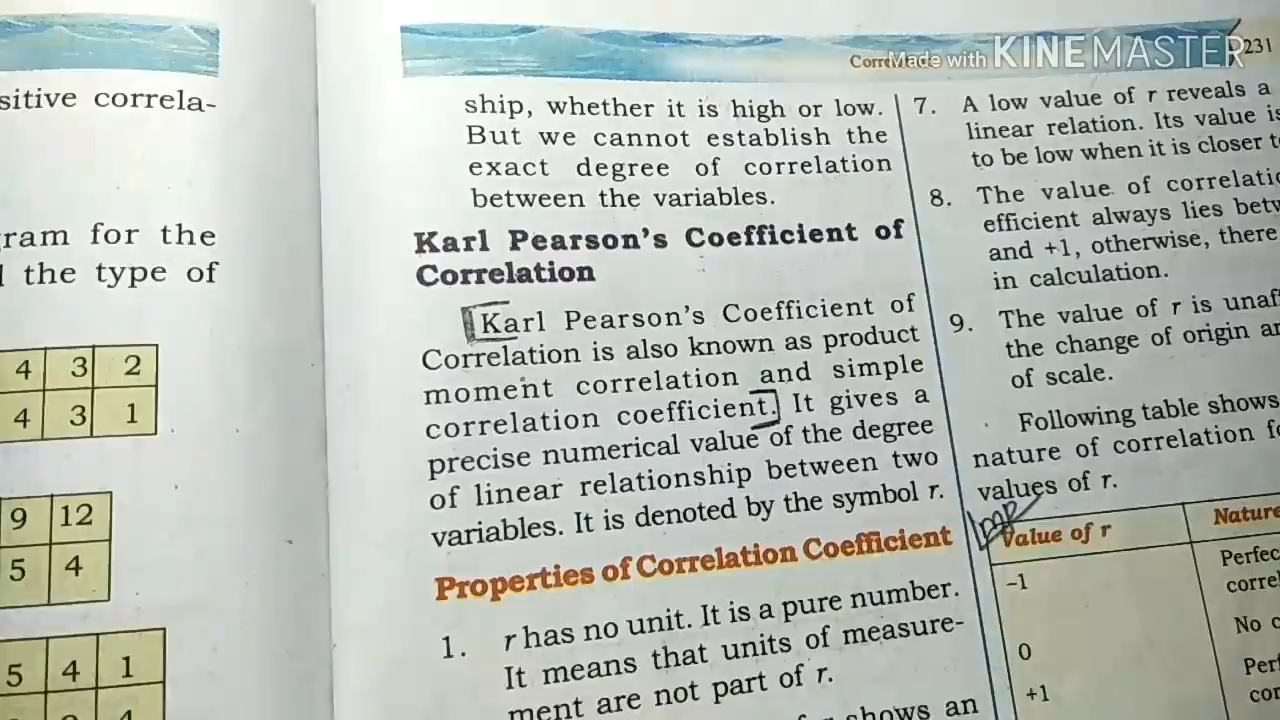 sitive correla-
gram for the
the type of
4 3 2
4 3 1
9 12
5 4
5 4 1
Made with KINEMASTER
231
ship, whether it is high or low.
But we cannot establish the
exact degree of correlation
between the variables.
Karl Pearson's Coefficient of
Correlation
Karl Pearson's Coefficient of
Correlation is also known as product
moment correlation and simple
correlation coefficient. It gives a
precise numerical value of the degree
of linear relationship between two
variables. It is denoted by the symbol r.
Properties of Correlation Coefficient
1. r has no unit. It is a pure number.
It means that units of measure-
ment are not part of r.
shows an
7. A low value of r reveals a
linear relation. Its value is
to be low when it is closer t
8. The value of correlatio
efficient always lies betw
and +1, otherwise, there
in calculation.
9. The value of r is unaf
the change of origin an
of scale.
Following table shows
nature of correlation fo
values of r.
Value of r Nature
-1 Perfec
correl
0 No c
+1 Perf
cor